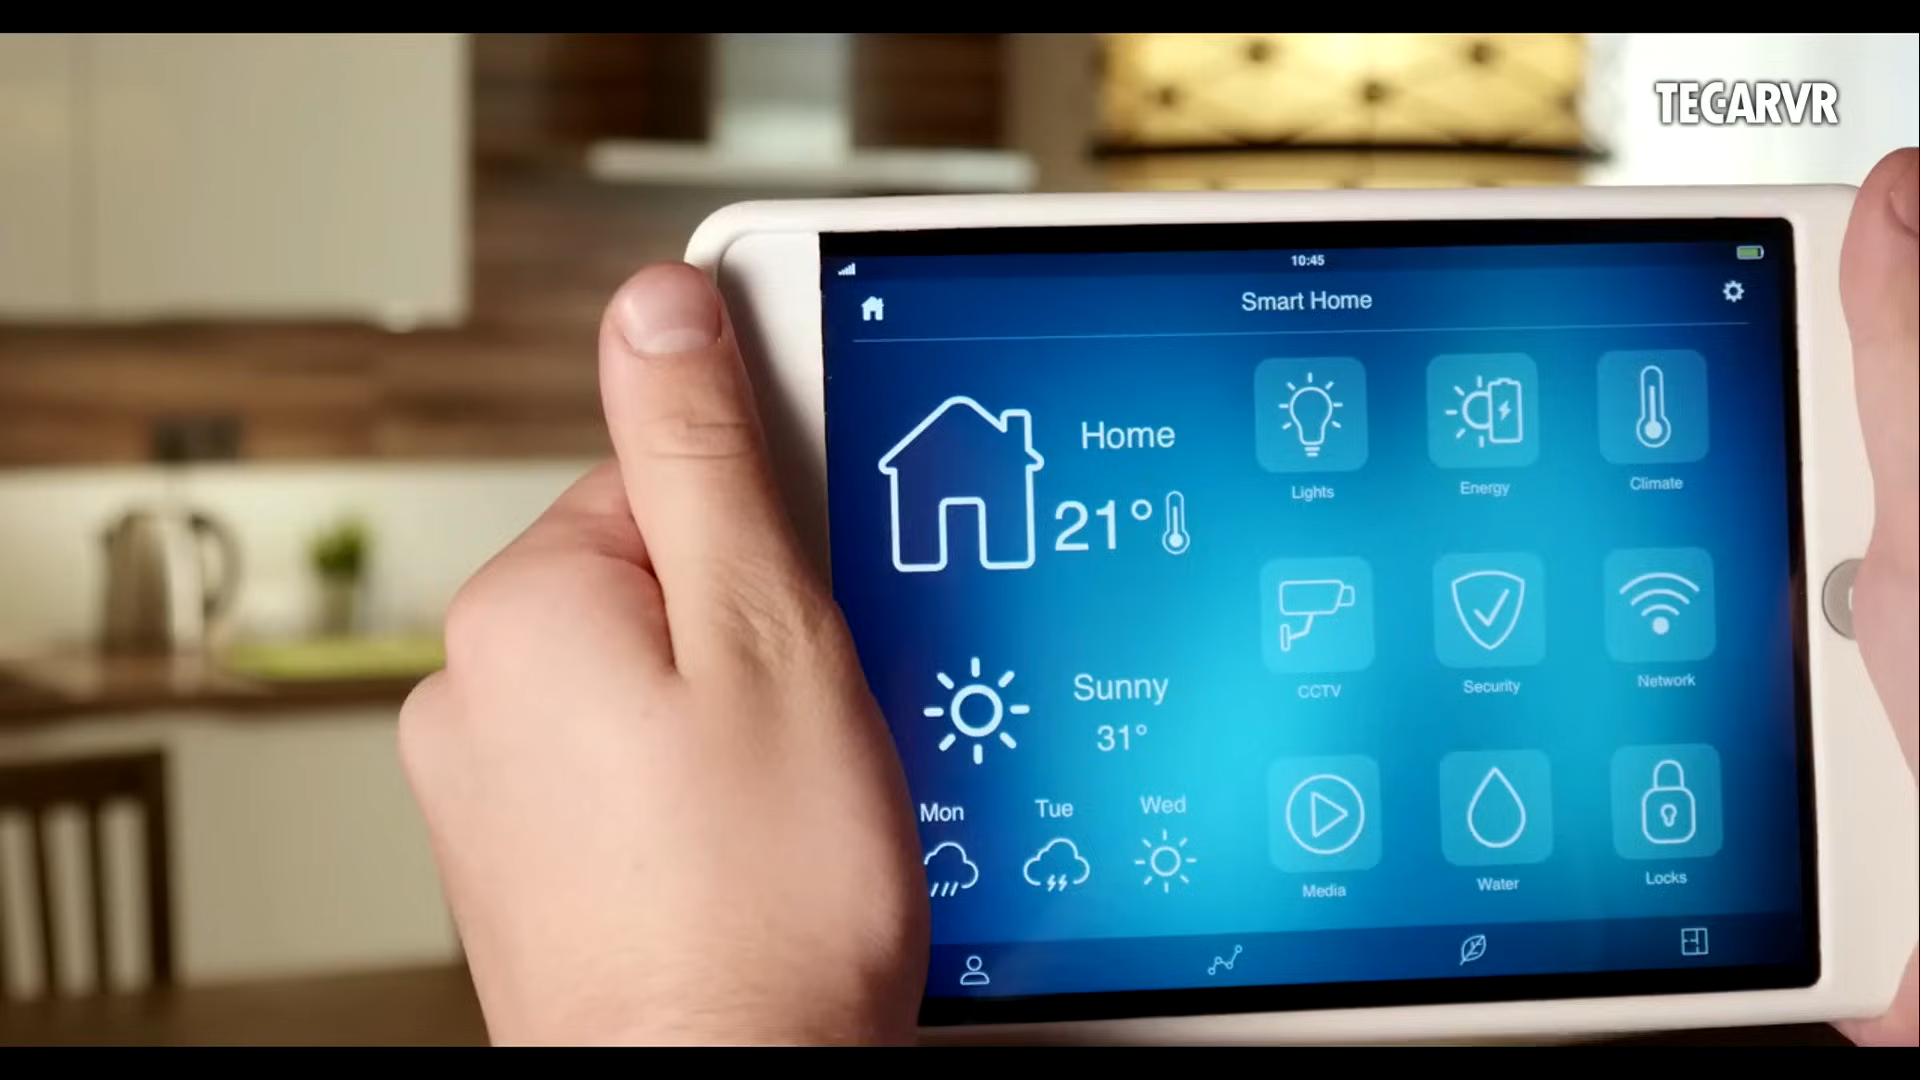 TECARVR
10:45
Smart Home
Home
21°
Sunny
31°
Mon Tue Wed
Lights Energy Climate
CCTV Security Network
Media Water Locks